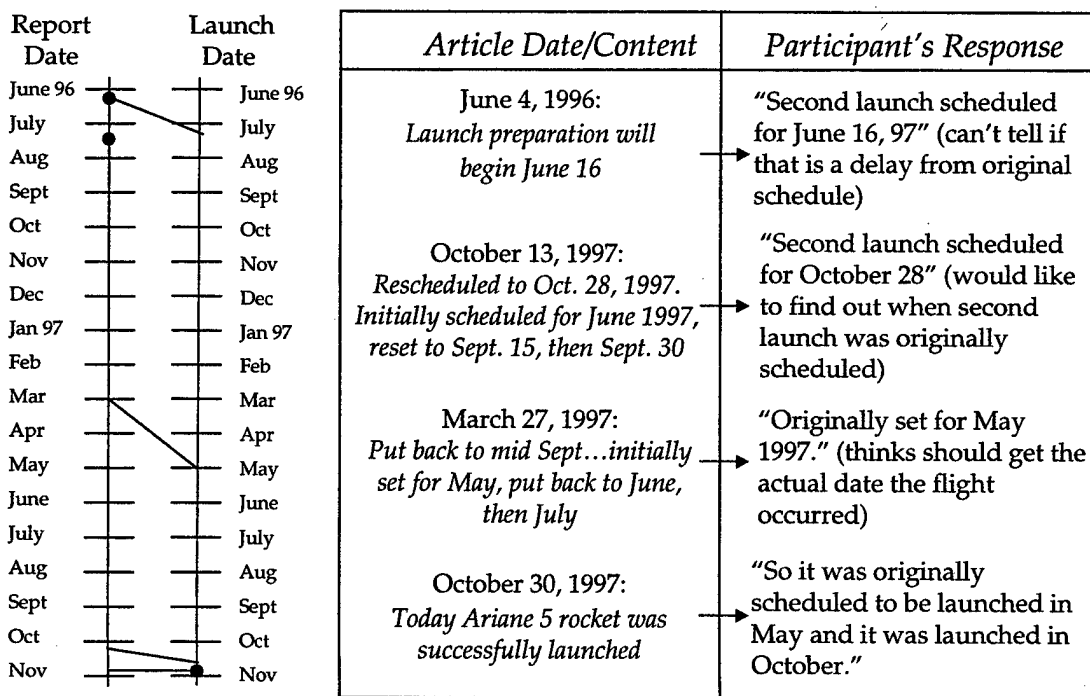 Report
Date
Launch
Date
June 96
July
Aug
Sept
Oct
Nov
Dec
Jan 97
Feb
Mar
Apr
May
June
July
Aug
Sept
Oct
Nov
June 96
July
Aug
Sept
Oct
Nov
Dec
Jan 97
Feb
Mar
Apr
May
June
July
Aug
Sept
Oct
Nov
Article Date/Content
Participant's Response
June 4, 1996:
Launch preparation will
begin June 16
"Second launch scheduled
for June 16, 97" (can't tell if
that is a delay from original
schedule)
October 13, 1997:
Rescheduled to Oct. 28, 1997.
Initially scheduled for June 1997,
reset to Sept. 15, then Sept. 30
"Second launch scheduled
for October 28" (would like
to find out when second
launch was originally
scheduled)
March 27, 1997:
Put back to mid Sept...initially
set for May, put back to June,
then July
"Originally set for May
1997." (thinks should get the
actual date the flight
occurred)
October 30, 1997:
Today Ariane 5 rocket was
successfully launched
"So it was originally
scheduled to be launched in
May and it was launched in
October."